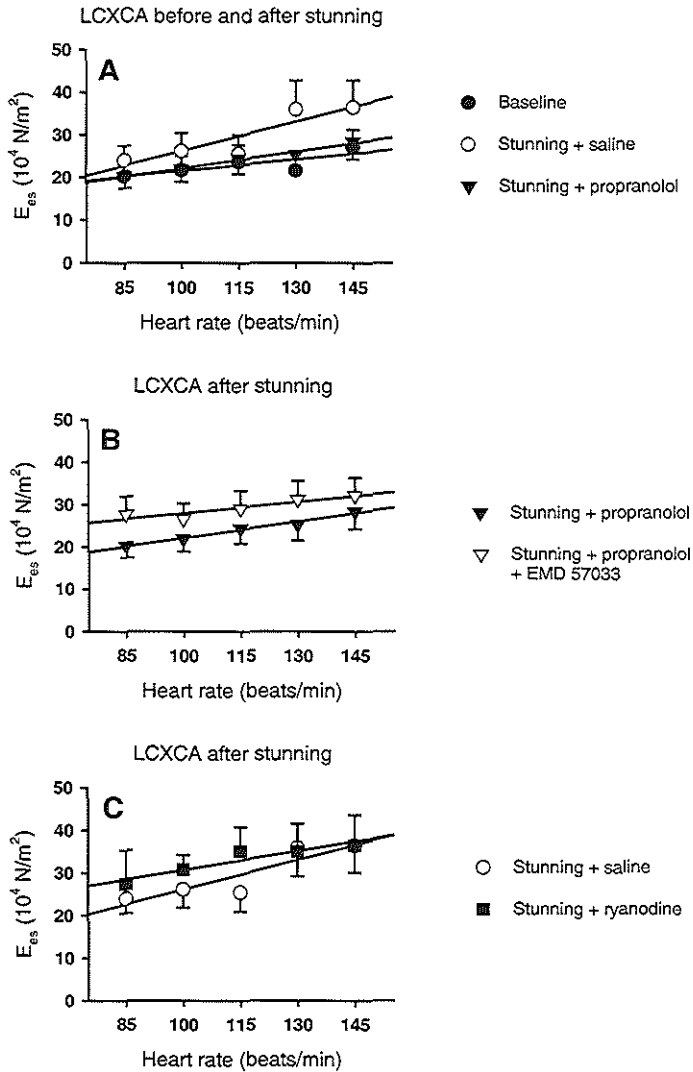 LCXCA before and after stunning
A
50
40
30
20
10
0
E_es (10^4 N/m^2)
85 100 115 130 145
Heart rate (beats/min)
Baseline
Stunning + saline
Stunning + propranolol
LCXCA after stunning
B
50
40
30
20
10
0
E_es (10^4 N/m^2)
85 100 115 130 145
Heart rate (beats/min)
Stunning + propranolol
Stunning + propranolol
+ EMD 57033
LCXCA after stunning
C
50
40
30
20
10
0
E_es (10^4 N/m^2)
85 100 115 130 145
Heart rate (beats/min)
Stunning + saline
Stunning + ryanodine